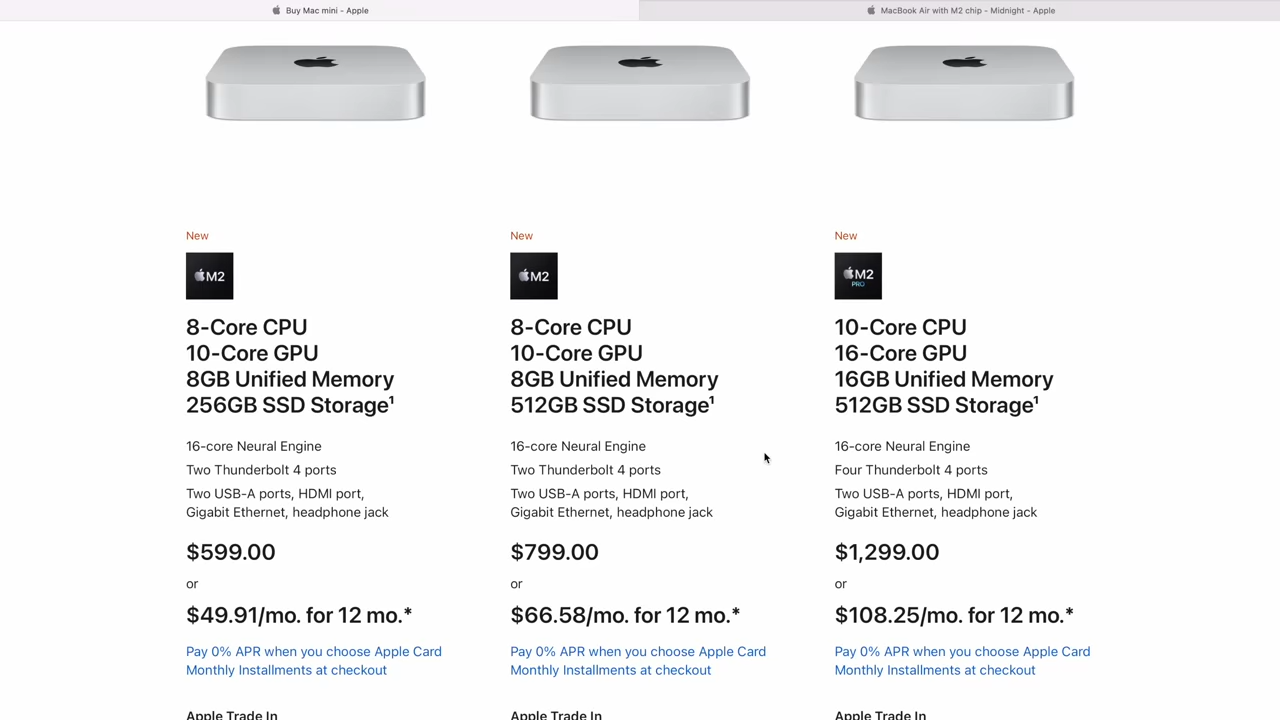 Buy Mac mini - Apple
MacBook Air with M2 chip - Midnight - Apple
New
M2
8-Core CPU
10-Core GPU
8GB Unified Memory
256GB SSD Storage¹
16-core Neural Engine
Two Thunderbolt 4 ports
Two USB-A ports, HDMI port,
Gigabit Ethernet, headphone jack
$599.00
or
$49.91/mo. for 12 mo.*
Pay 0% APR when you choose Apple Card
Monthly Installments at checkout
Apple Trade In
New
M2
8-Core CPU
10-Core GPU
8GB Unified Memory
512GB SSD Storage¹
16-core Neural Engine
Two Thunderbolt 4 ports
Two USB-A ports, HDMI port,
Gigabit Ethernet, headphone jack
$799.00
or
$66.58/mo. for 12 mo.*
Pay 0% APR when you choose Apple Card
Monthly Installments at checkout
Apple Trade In
New
M2
PRO
10-Core CPU
16-Core GPU
16GB Unified Memory
512GB SSD Storage¹
16-core Neural Engine
Four Thunderbolt 4 ports
Two USB-A ports, HDMI port,
Gigabit Ethernet, headphone jack
$1,299.00
or
$108.25/mo. for 12 mo.*
Pay 0% APR when you choose Apple Card
Monthly Installments at checkout
Apple Trade In